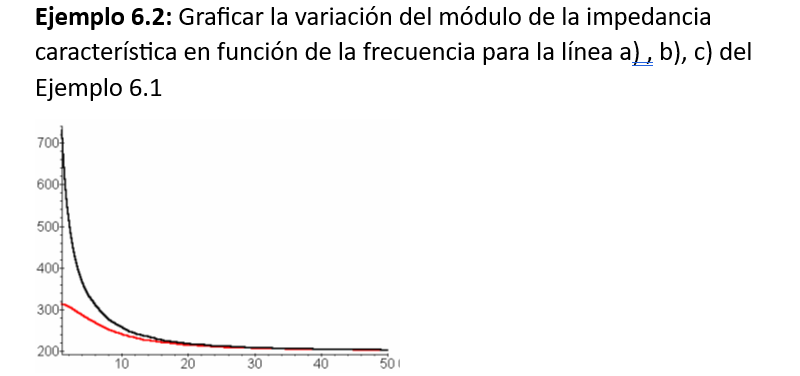 Ejemplo 6.2: Graficar la variación del módulo de la impedancia
característica en función de la frecuencia para la línea a) , b), c) del
Ejemplo 6.1
700
600
500
400
300
200
10 20 30 40 50